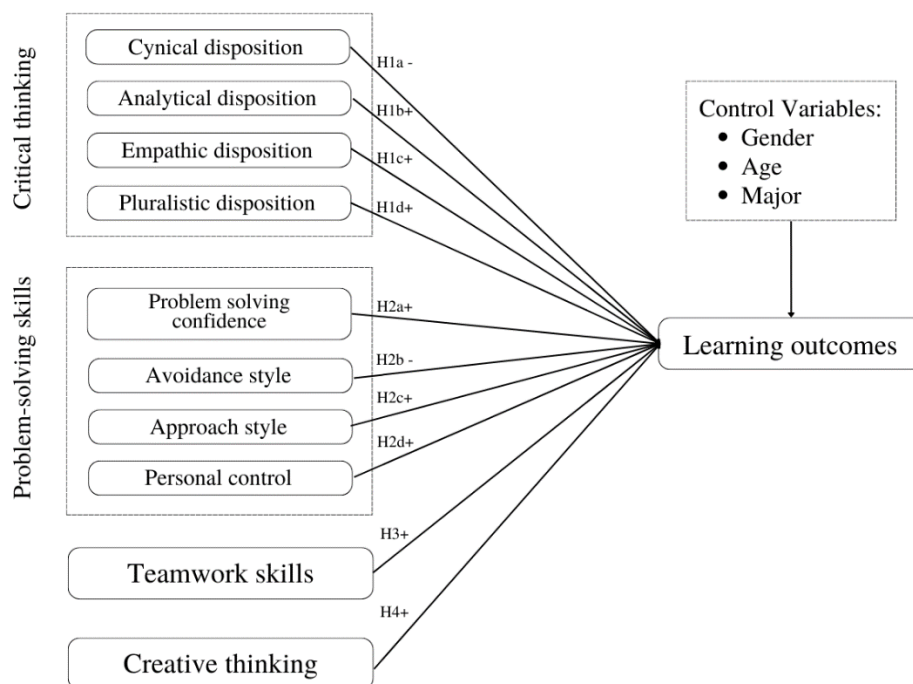 Critical thinking
Cynical disposition
Analytical disposition
Empathic disposition
Pluralistic disposition
H1a -
H1b+
H1c+
H1d+
Problem-solving skills
Problem solving
confidence
Avoidance style
Approach style
Personal control
H2a+
H2b -
H2c+
H2d+
Teamwork skills
H3+
Creative thinking
H4+
Control Variables:
• Gender
• Age
• Major
Learning outcomes